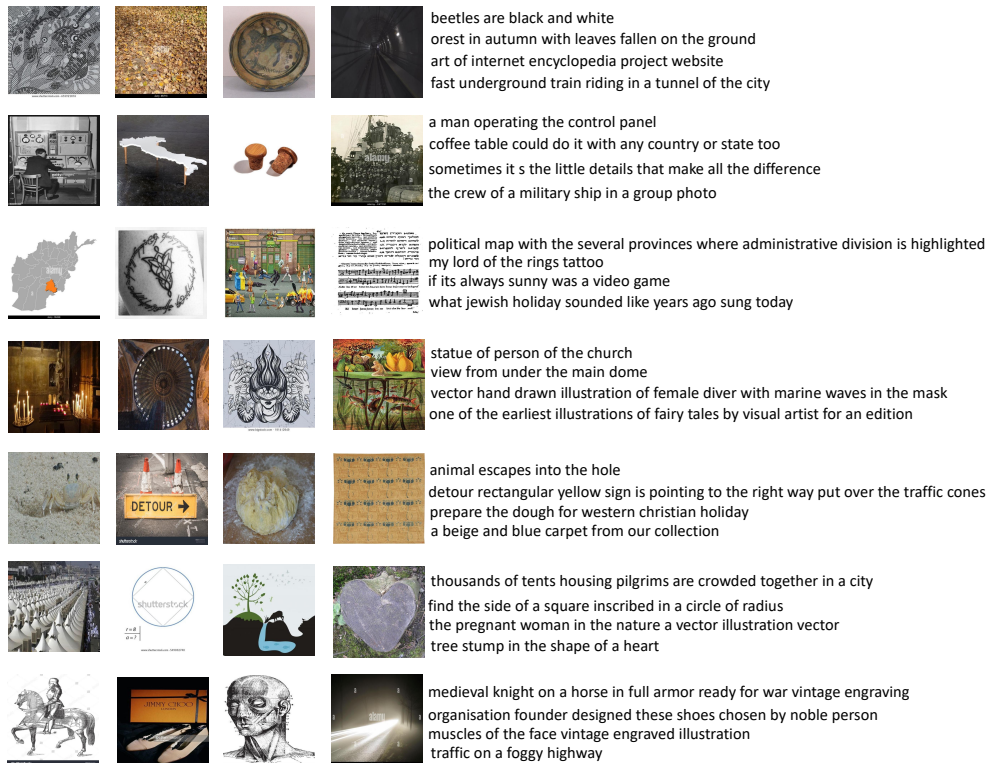 beetles are black and white
orest in autumn with leaves fallen on the ground
art of internet encyclopedia project website
fast underground train riding in a tunnel of the city
a man operating the control panel
coffee table could do it with any country or state too
sometimes it s the little details that make all the difference
the crew of a military ship in a group photo
alamy
political map with the several provinces where administrative division is highlighted
my lord of the rings tattoo
if its always sunny was a video game
what jewish holiday sounded like years ago sung today
alamy
statue of person of the church
view from under the main dome
vector hand drawn illustration of female diver with marine waves in the mask
one of the earliest illustrations of fairy tales by visual artist for an edition
animal escapes into the hole
detour rectangular yellow sign is pointing to the right way put over the traffic cones
prepare the dough for western christian holiday
a beige and blue carpet from our collection
DETOUR
thousands of tents housing pilgrims are crowded together in a city
find the side of a square inscribed in a circle of radius
the pregnant woman in the nature a vector illustration vector
tree stump in the shape of a heart
shutterstock
medieval knight on a horse in full armor ready for war vintage engraving
organisation founder designed these shoes chosen by noble person
muscles of the face vintage engraved illustration
traffic on a foggy highway
JIMMY CHOO
alamy